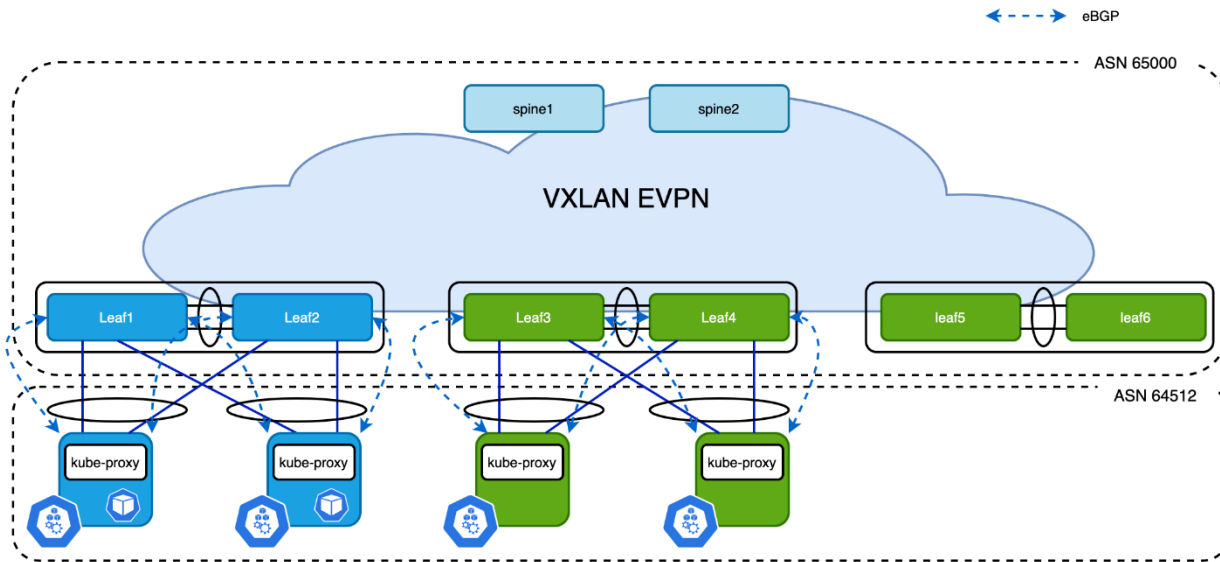 eBGP
ASN 65000
spine1
spine2
VXLAN EVPN
Leaf1
Leaf2
Leaf3
Leaf4
leaf5
leaf6
ASN 64512
kube-proxy
kube-proxy
kube-proxy
kube-proxy